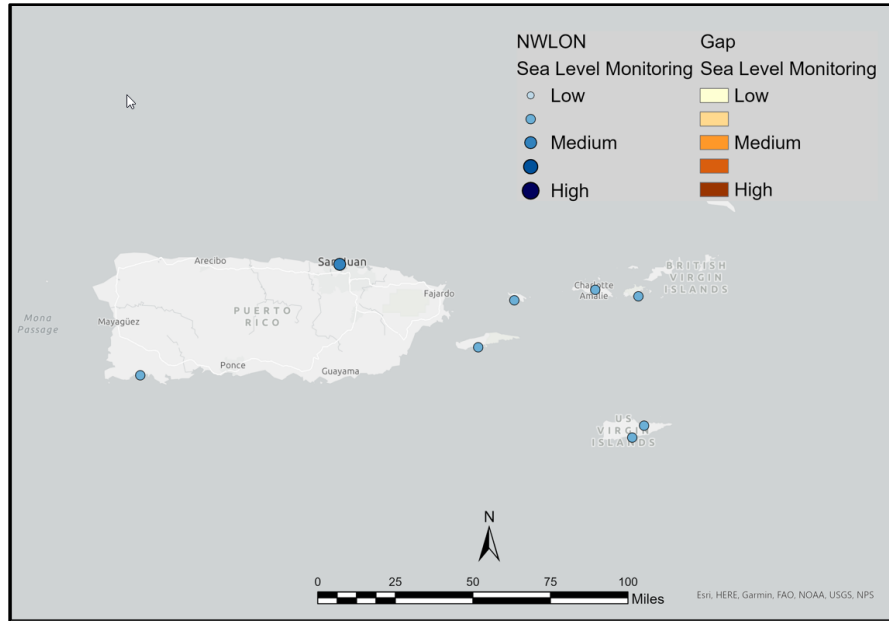 NWLON Gap
Sea Level Monitoring Sea Level Monitoring
Low Low
Medium Medium
High High
San Juan
Arecibo
BRITISH
VIRGIN
ISLANDS
Charlotte
Amalie
Fajardo
PUERTO
RICO
Mona
Passage
Mayagüez
Ponce
Guayama
US
VIRGIN
ISLANDS
N
0 25 50 75 100
Miles
Esri, HERE, Garmin, FAO, NOAA, USGS, NPS